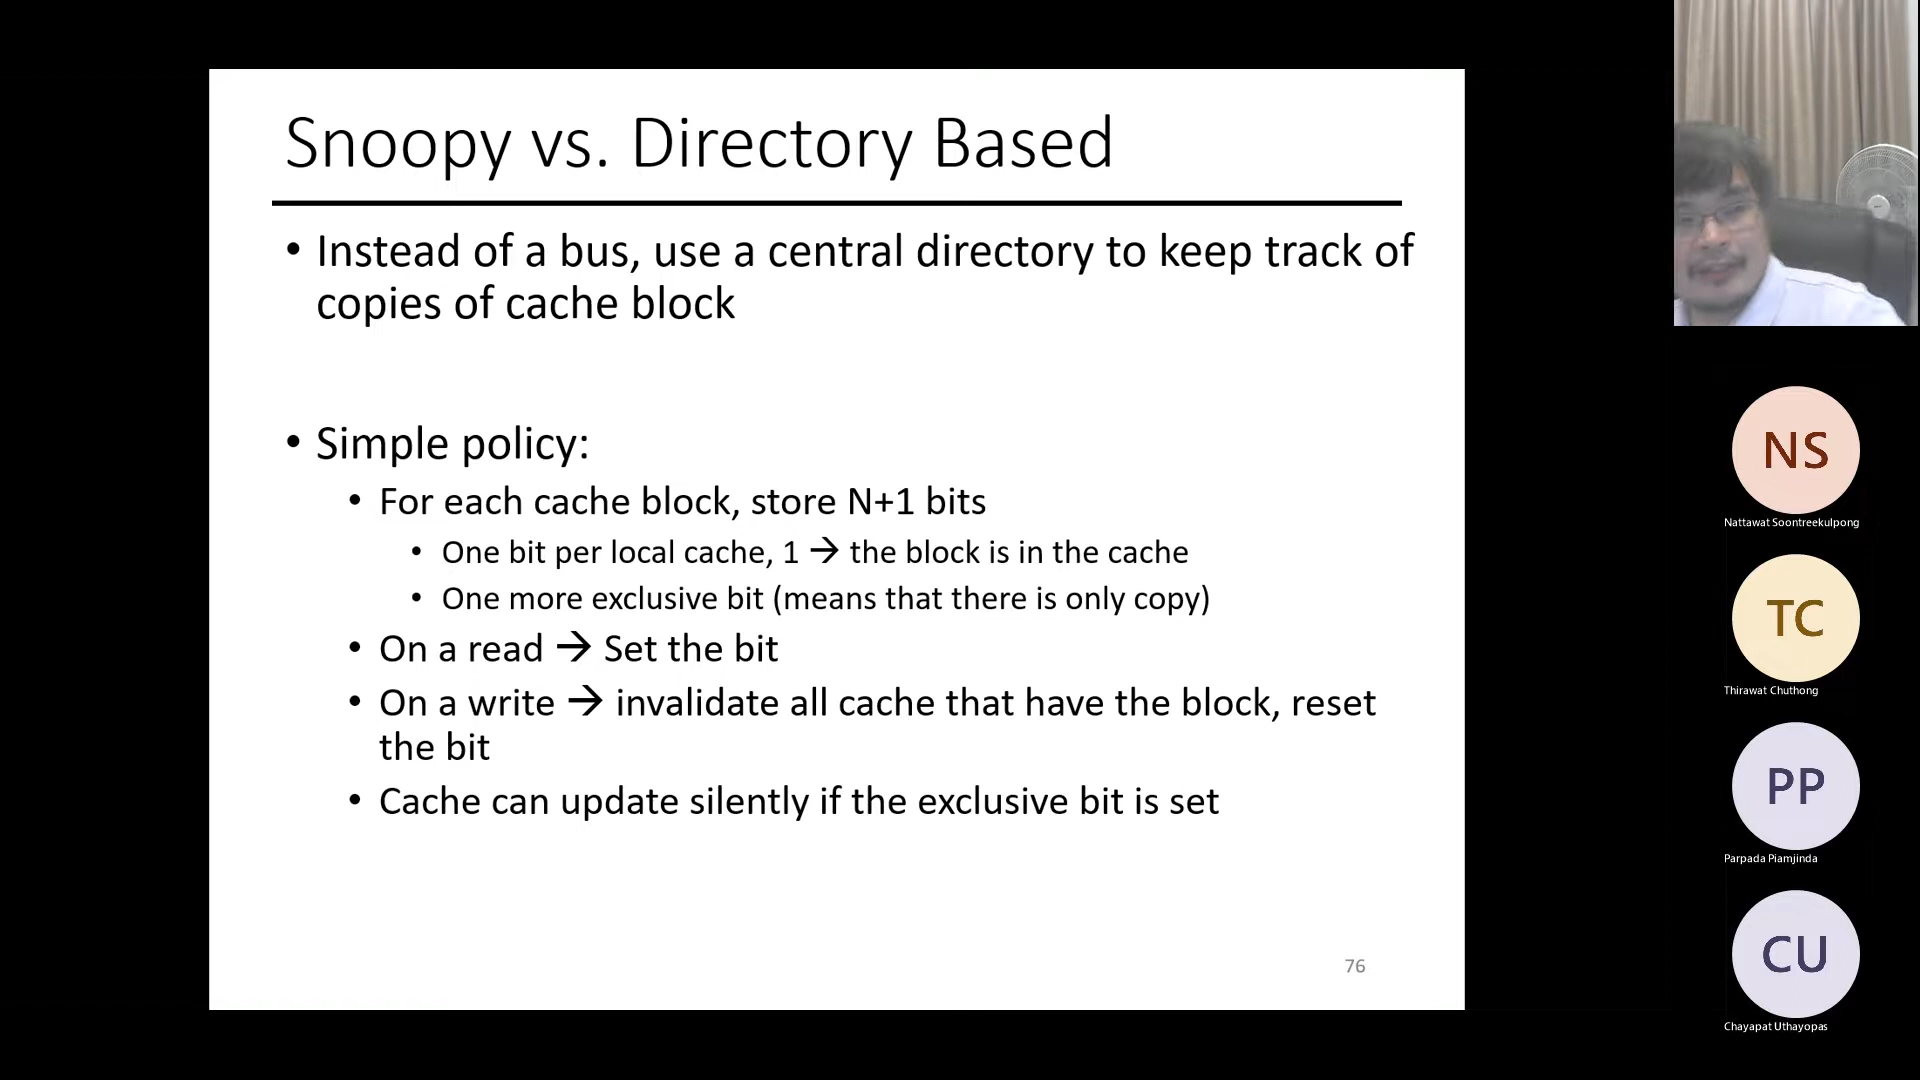 Snoopy vs. Directory Based
• Instead of a bus, use a central directory to keep track of
copies of cache block
• Simple policy:
• For each cache block, store N+1 bits
• One bit per local cache, 1 → the block is in the cache
• One more exclusive bit (means that there is only copy)
• On a read → Set the bit
• On a write → invalidate all cache that have the block, reset
the bit
• Cache can update silently if the exclusive bit is set
76
NS
Nattawat Soontreekulpong
TC
Thirawat Chuthong
PP
Parpada Piamjinda
CU
Chayapat Uthayopas